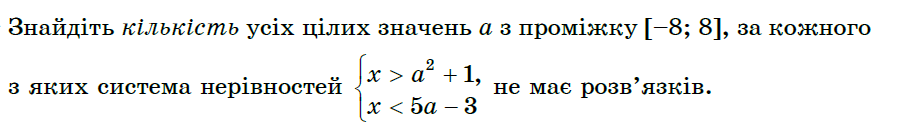 Знайдіть кількість усіх цілих значень a з проміжку [−8; 8], за кожного
з яких система нерівностей { x > a² + 1, x < 5a − 3 не має розв’язків.